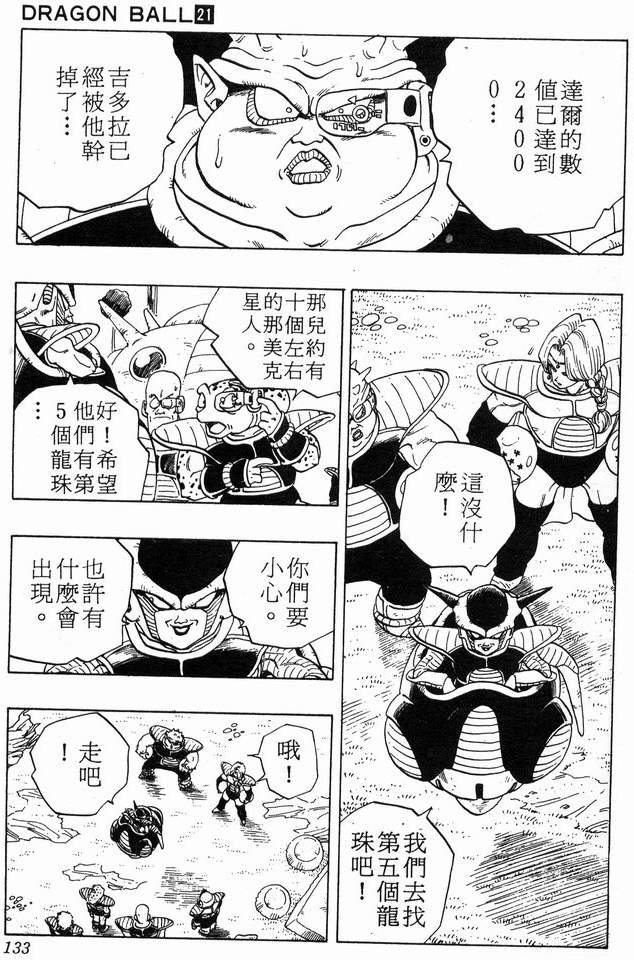 DRAGON BALL 21
達爾的數
值已達到
2400
0…
吉多拉已
經被他幹
掉了…
這沒什
麼！
我們去找
第五個龍
珠吧！
那兒約有
十個左右
的那美克
星人。
好！希望
他們有第
5個龍珠
…
你們要
小心。
也許有
什麼會
出現。
哦！
走吧
！
133